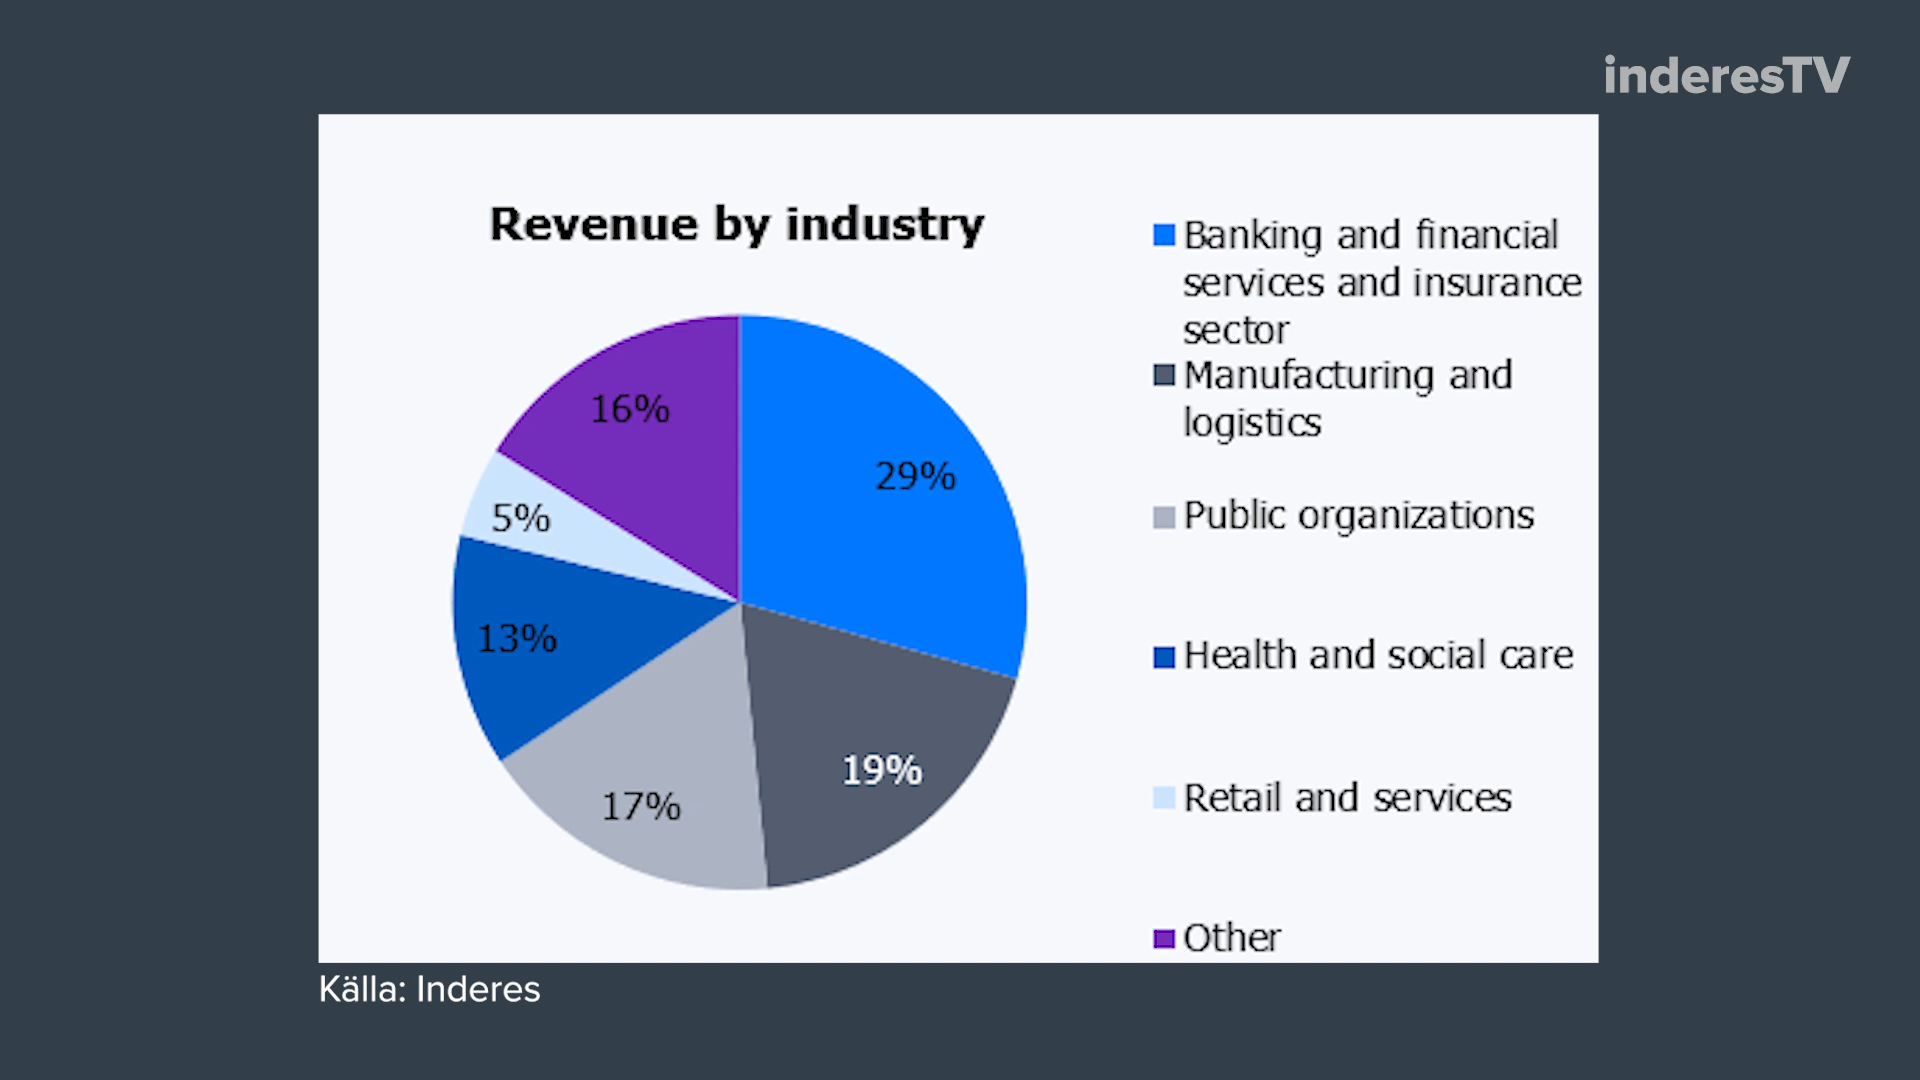 inderesTV
Revenue by industry
Banking and financial
services and insurance
sector
Manufacturing and
logistics
Public organizations
Health and social care
Retail and services
Other
16%
29%
5%
13%
19%
17%
Källa: Inderes